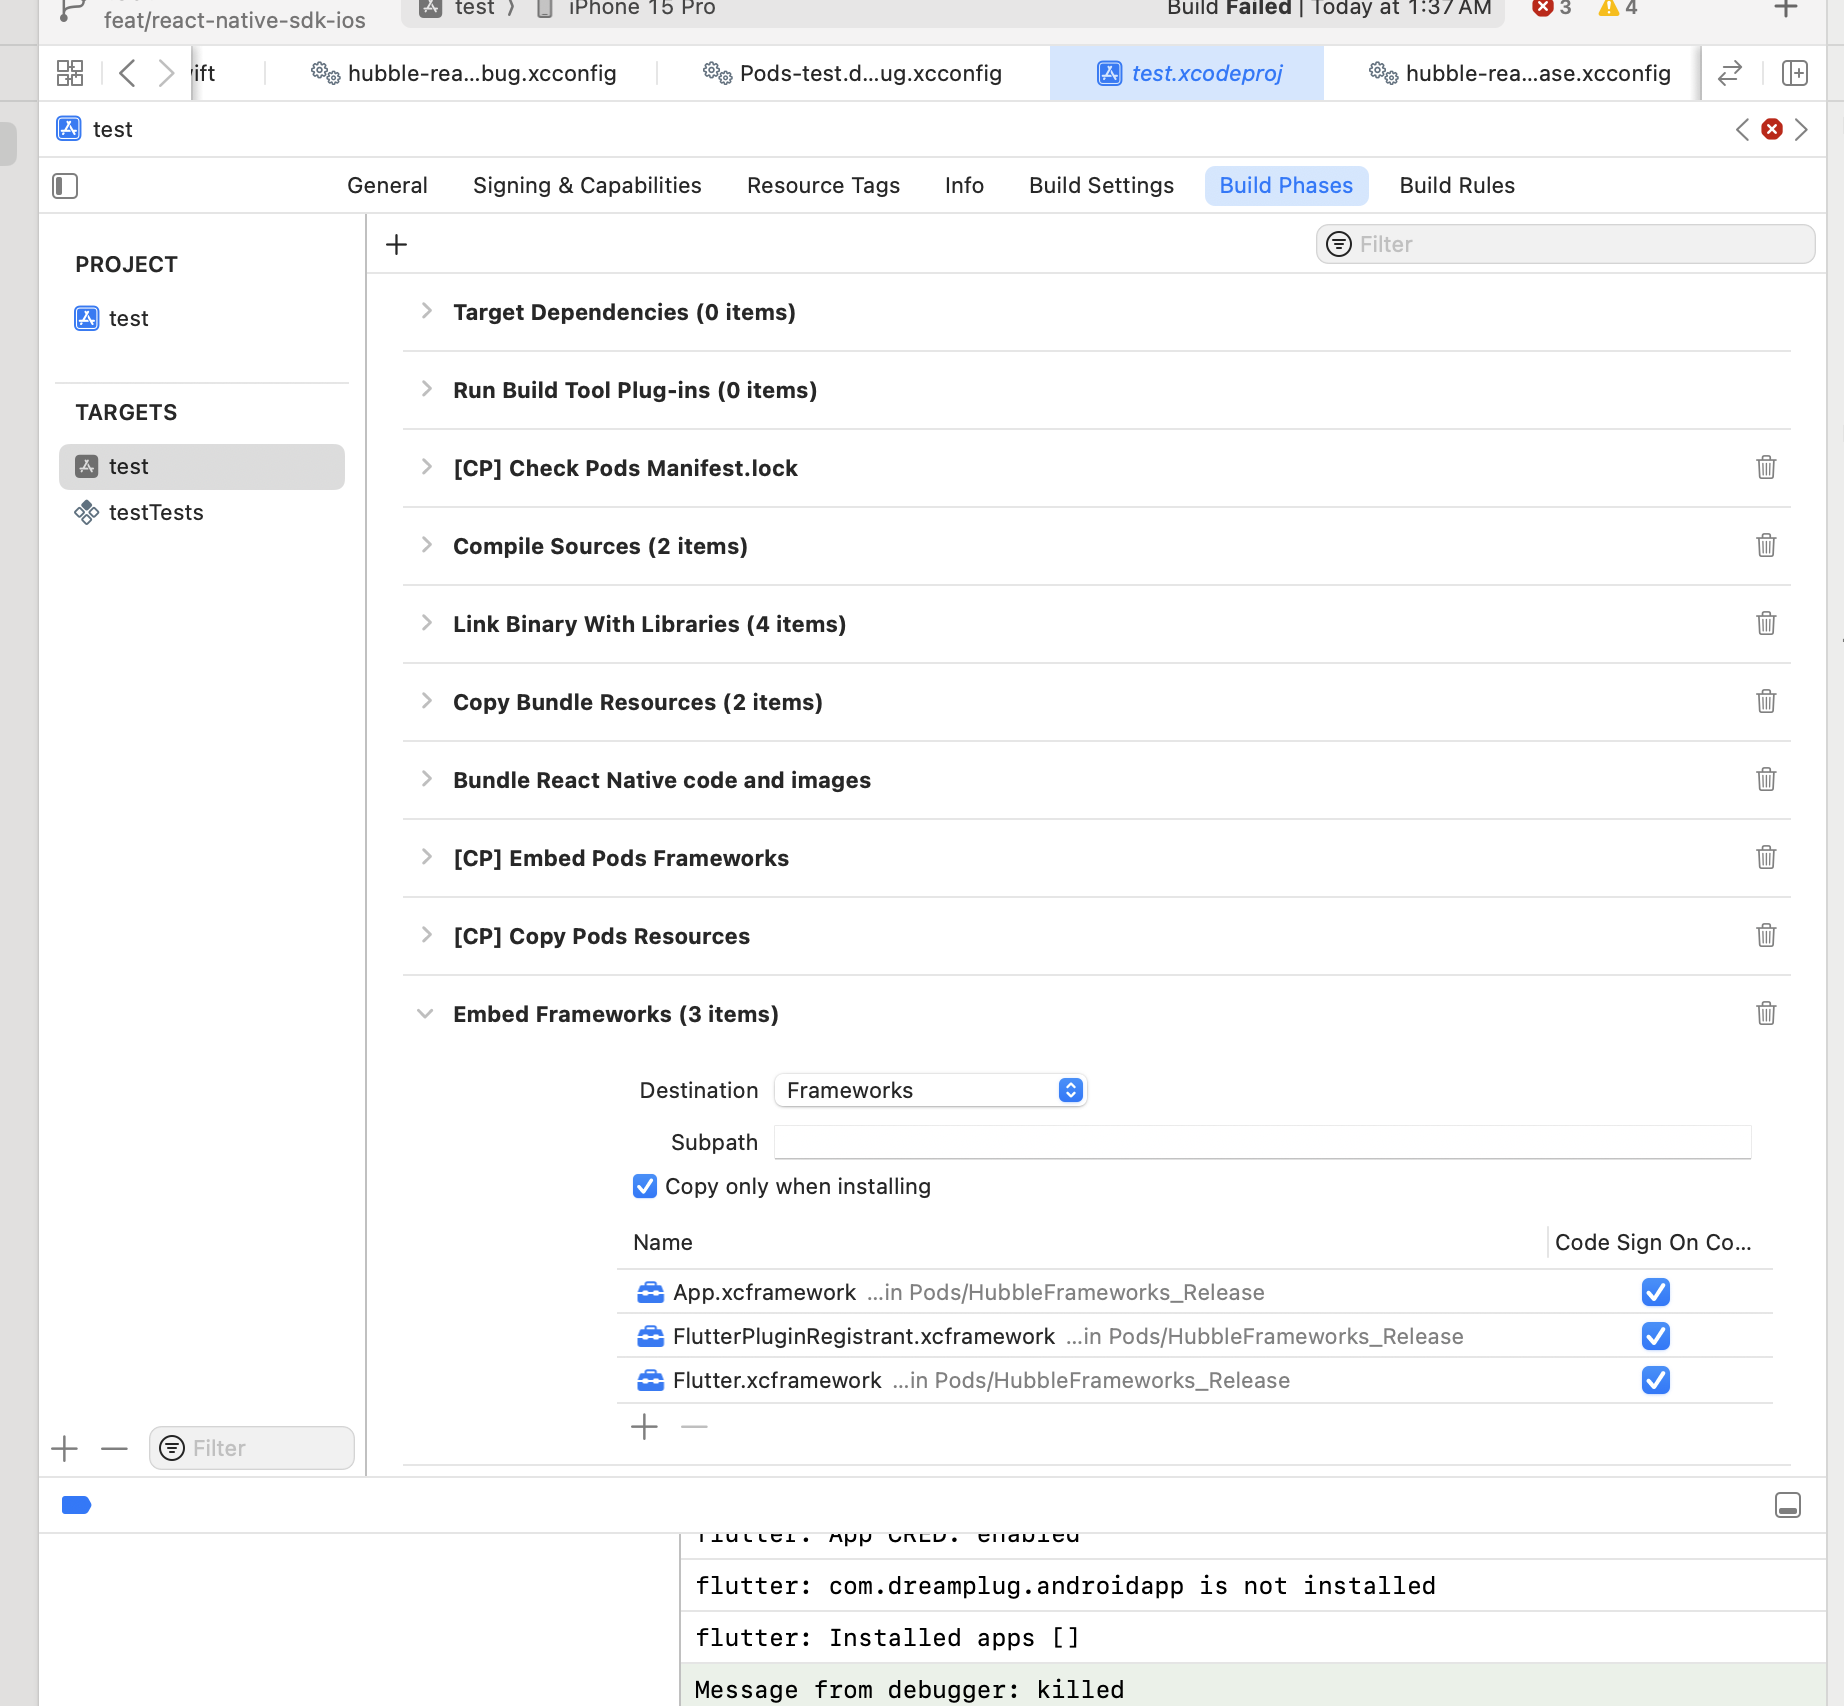 feat/react-native-sdk-ios
test
iPhone 15 Pro
Build Failed | Today at 1:37 AM
3
4
ift
hubble-rea...bug.xcconfig
Pods-test.d...ug.xcconfig
test.xcodeproj
hubble-rea...ase.xcconfig
test
General
Signing & Capabilities
Resource Tags
Info
Build Settings
Build Phases
Build Rules
PROJECT
test
TARGETS
test
testTests
Filter
Filter
Target Dependencies (0 items)
Run Build Tool Plug-ins (0 items)
[CP] Check Pods Manifest.lock
Compile Sources (2 items)
Link Binary With Libraries (4 items)
Copy Bundle Resources (2 items)
Bundle React Native code and images
[CP] Embed Pods Frameworks
[CP] Copy Pods Resources
Embed Frameworks (3 items)
Destination Frameworks
Subpath
Copy only when installing
Name Code Sign On Co...
App.xcframework ...in Pods/HubbleFrameworks_Release
FlutterPluginRegistrant.xcframework ...in Pods/HubbleFrameworks_Release
Flutter.xcframework ...in Pods/HubbleFrameworks_Release
flutter: App CRED: enabled
flutter: com.dreamplug.androidapp is not installed
flutter: Installed apps []
Message from debugger: killed